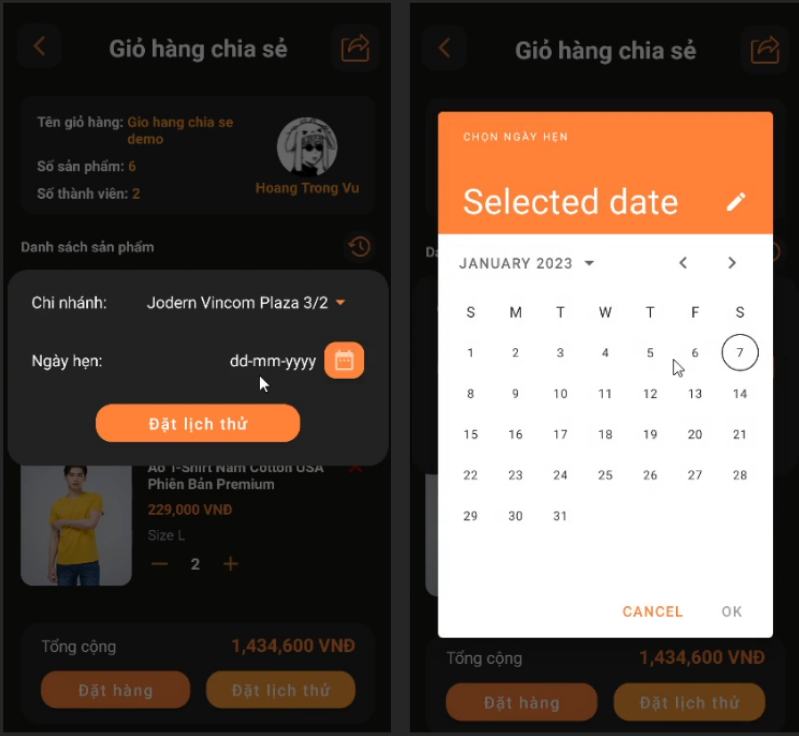 Giỏ hàng chia sẻ
Tên giỏ hàng: Gio hang chia se
demo
Số sản phẩm: 6
Số thành viên: 2
Hoang Trong Vu
Danh sách sản phẩm
Chi nhánh: Jodern Vincom Plaza 3/2
Ngày hẹn: dd-mm-yyyy
Đặt lịch thử
Áo T-Shirt Nam Cotton USA
Phiên Bản Premium
229,000 VNĐ
Size L
2
Tổng cộng 1,434,600 VNĐ
Đặt hàng Đặt lịch thử
Giỏ hàng chia sẻ
CHỌN NGÀY HẸN
Selected date
Da
JANUARY 2023
S M T W T F S
1 2 3 4 5 6 7
8 9 10 11 12 13 14
15 16 17 18 19 20 21
22 23 24 25 26 27 28
29 30 31
CANCEL OK
Tổng cộng 1,434,600 VNĐ
Đặt hàng Đặt lịch thử